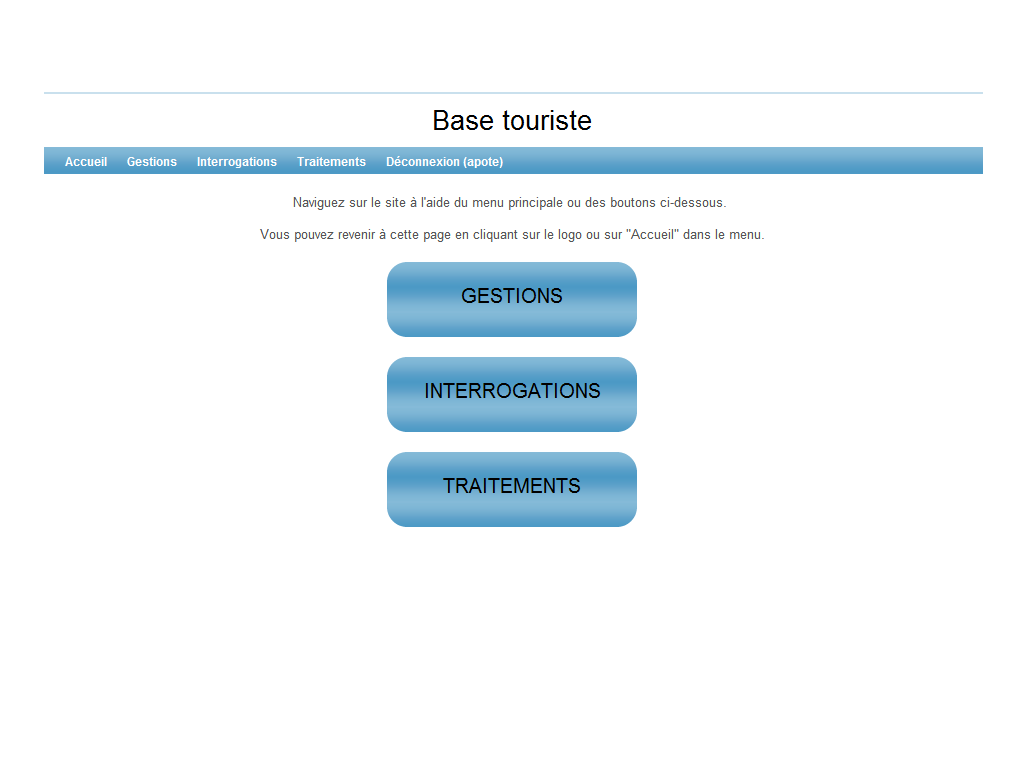 Base touriste
Accueil Gestions Interrogations Traitements Déconnexion (apote)
Naviguez sur le site à l'aide du menu principale ou des boutons ci-dessous.
Vous pouvez revenir à cette page en cliquant sur le logo ou sur "Accueil" dans le menu.
GESTIONS
INTERROGATIONS
TRAITEMENTS